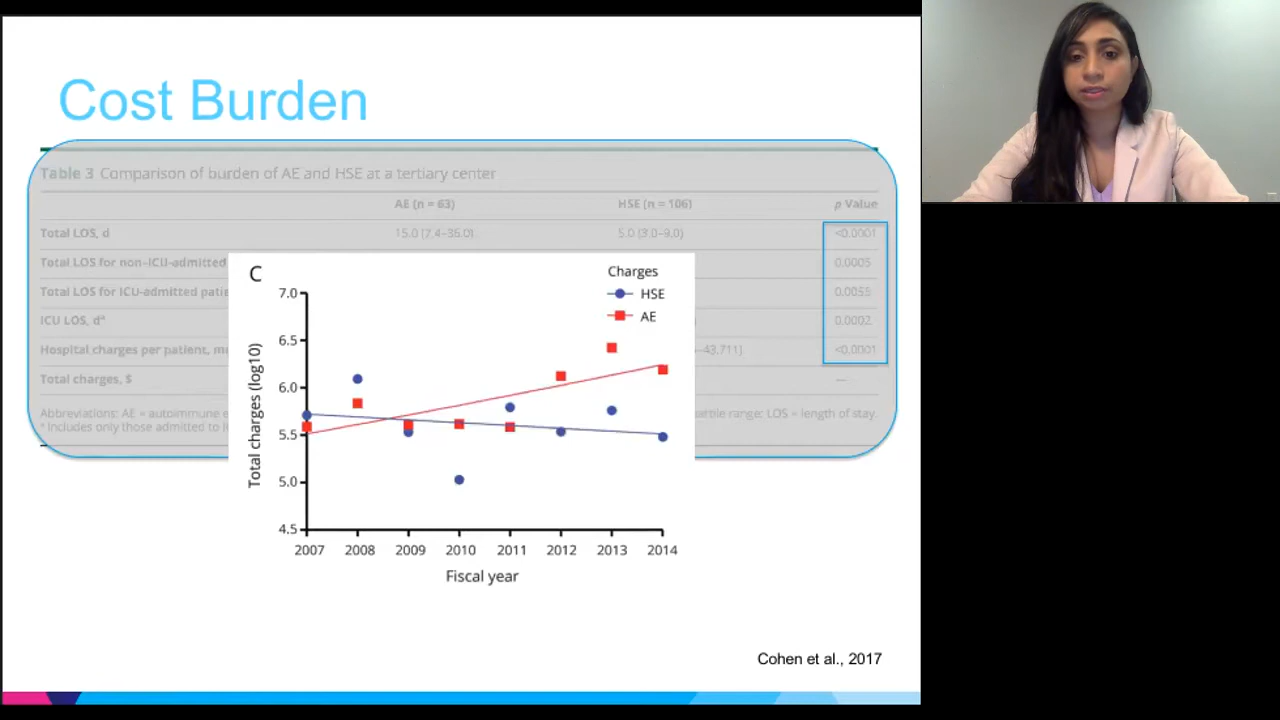 Cost Burden
Table 3 Comparison of burden of AE and HSE at a tertiary center
AE (n = 63) HSE (n = 106) p Value
Total LOS, d 15.0 (7.4–36.0) 5.0 (3.0–9.0) <0.0001
Total LOS for non–ICU-admitted 0.0005
Total LOS for ICU-admitted 0.0055
ICU LOS, dª 0.0002
Hospital charges per patient, 43,711) <0.0001
Total charges, $ —
Abbreviations: AE = autoimmune range; LOS = length of stay.
ª Includes only those admitted to
C
Charges
HSE
AE
Total charges (log10)
7.0
6.5
6.0
5.5
5.0
4.5
2007 2008 2009 2010 2011 2012 2013 2014
Fiscal year
Cohen et al., 2017